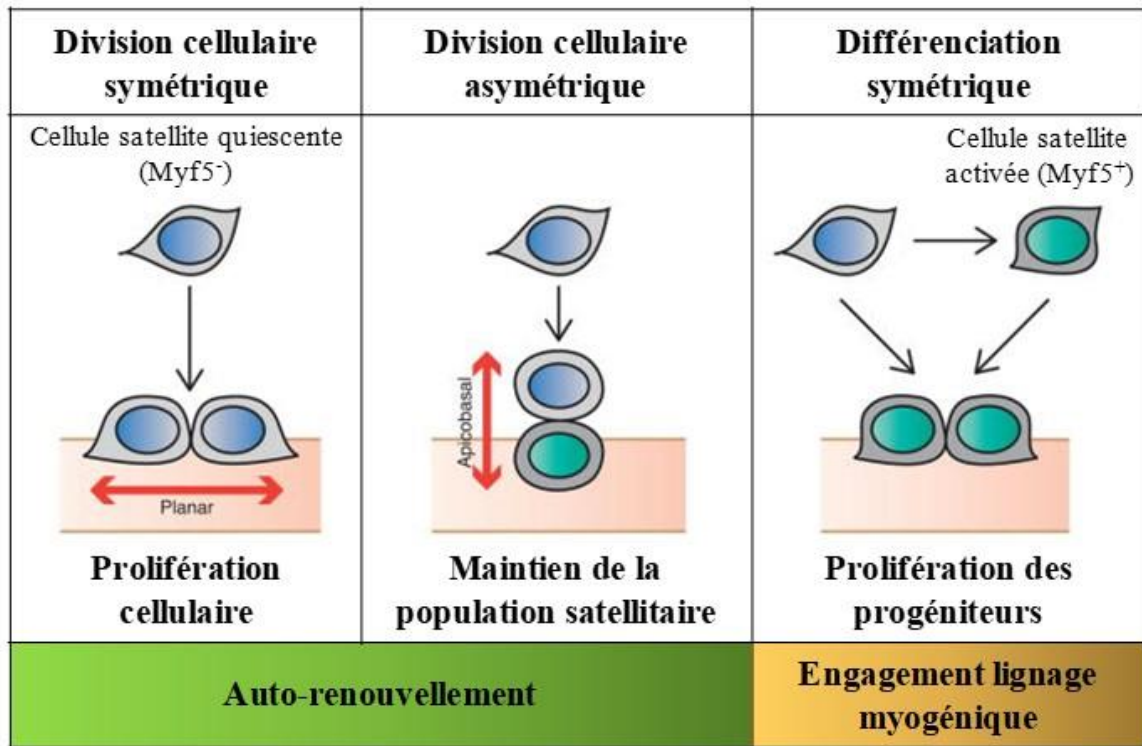 Division cellulaire
symétrique
Division cellulaire
asymétrique
Différenciation
symétrique
Cellule satellite quiescente
(Myf5⁻)
Cellule satellite
activée (Myf5⁺)
Planar
Apicobasal
Prolifération
cellulaire
Maintien de la
population satellitaire
Prolifération des
progéniteurs
Auto-renouvellement
Engagement lignage
myogénique